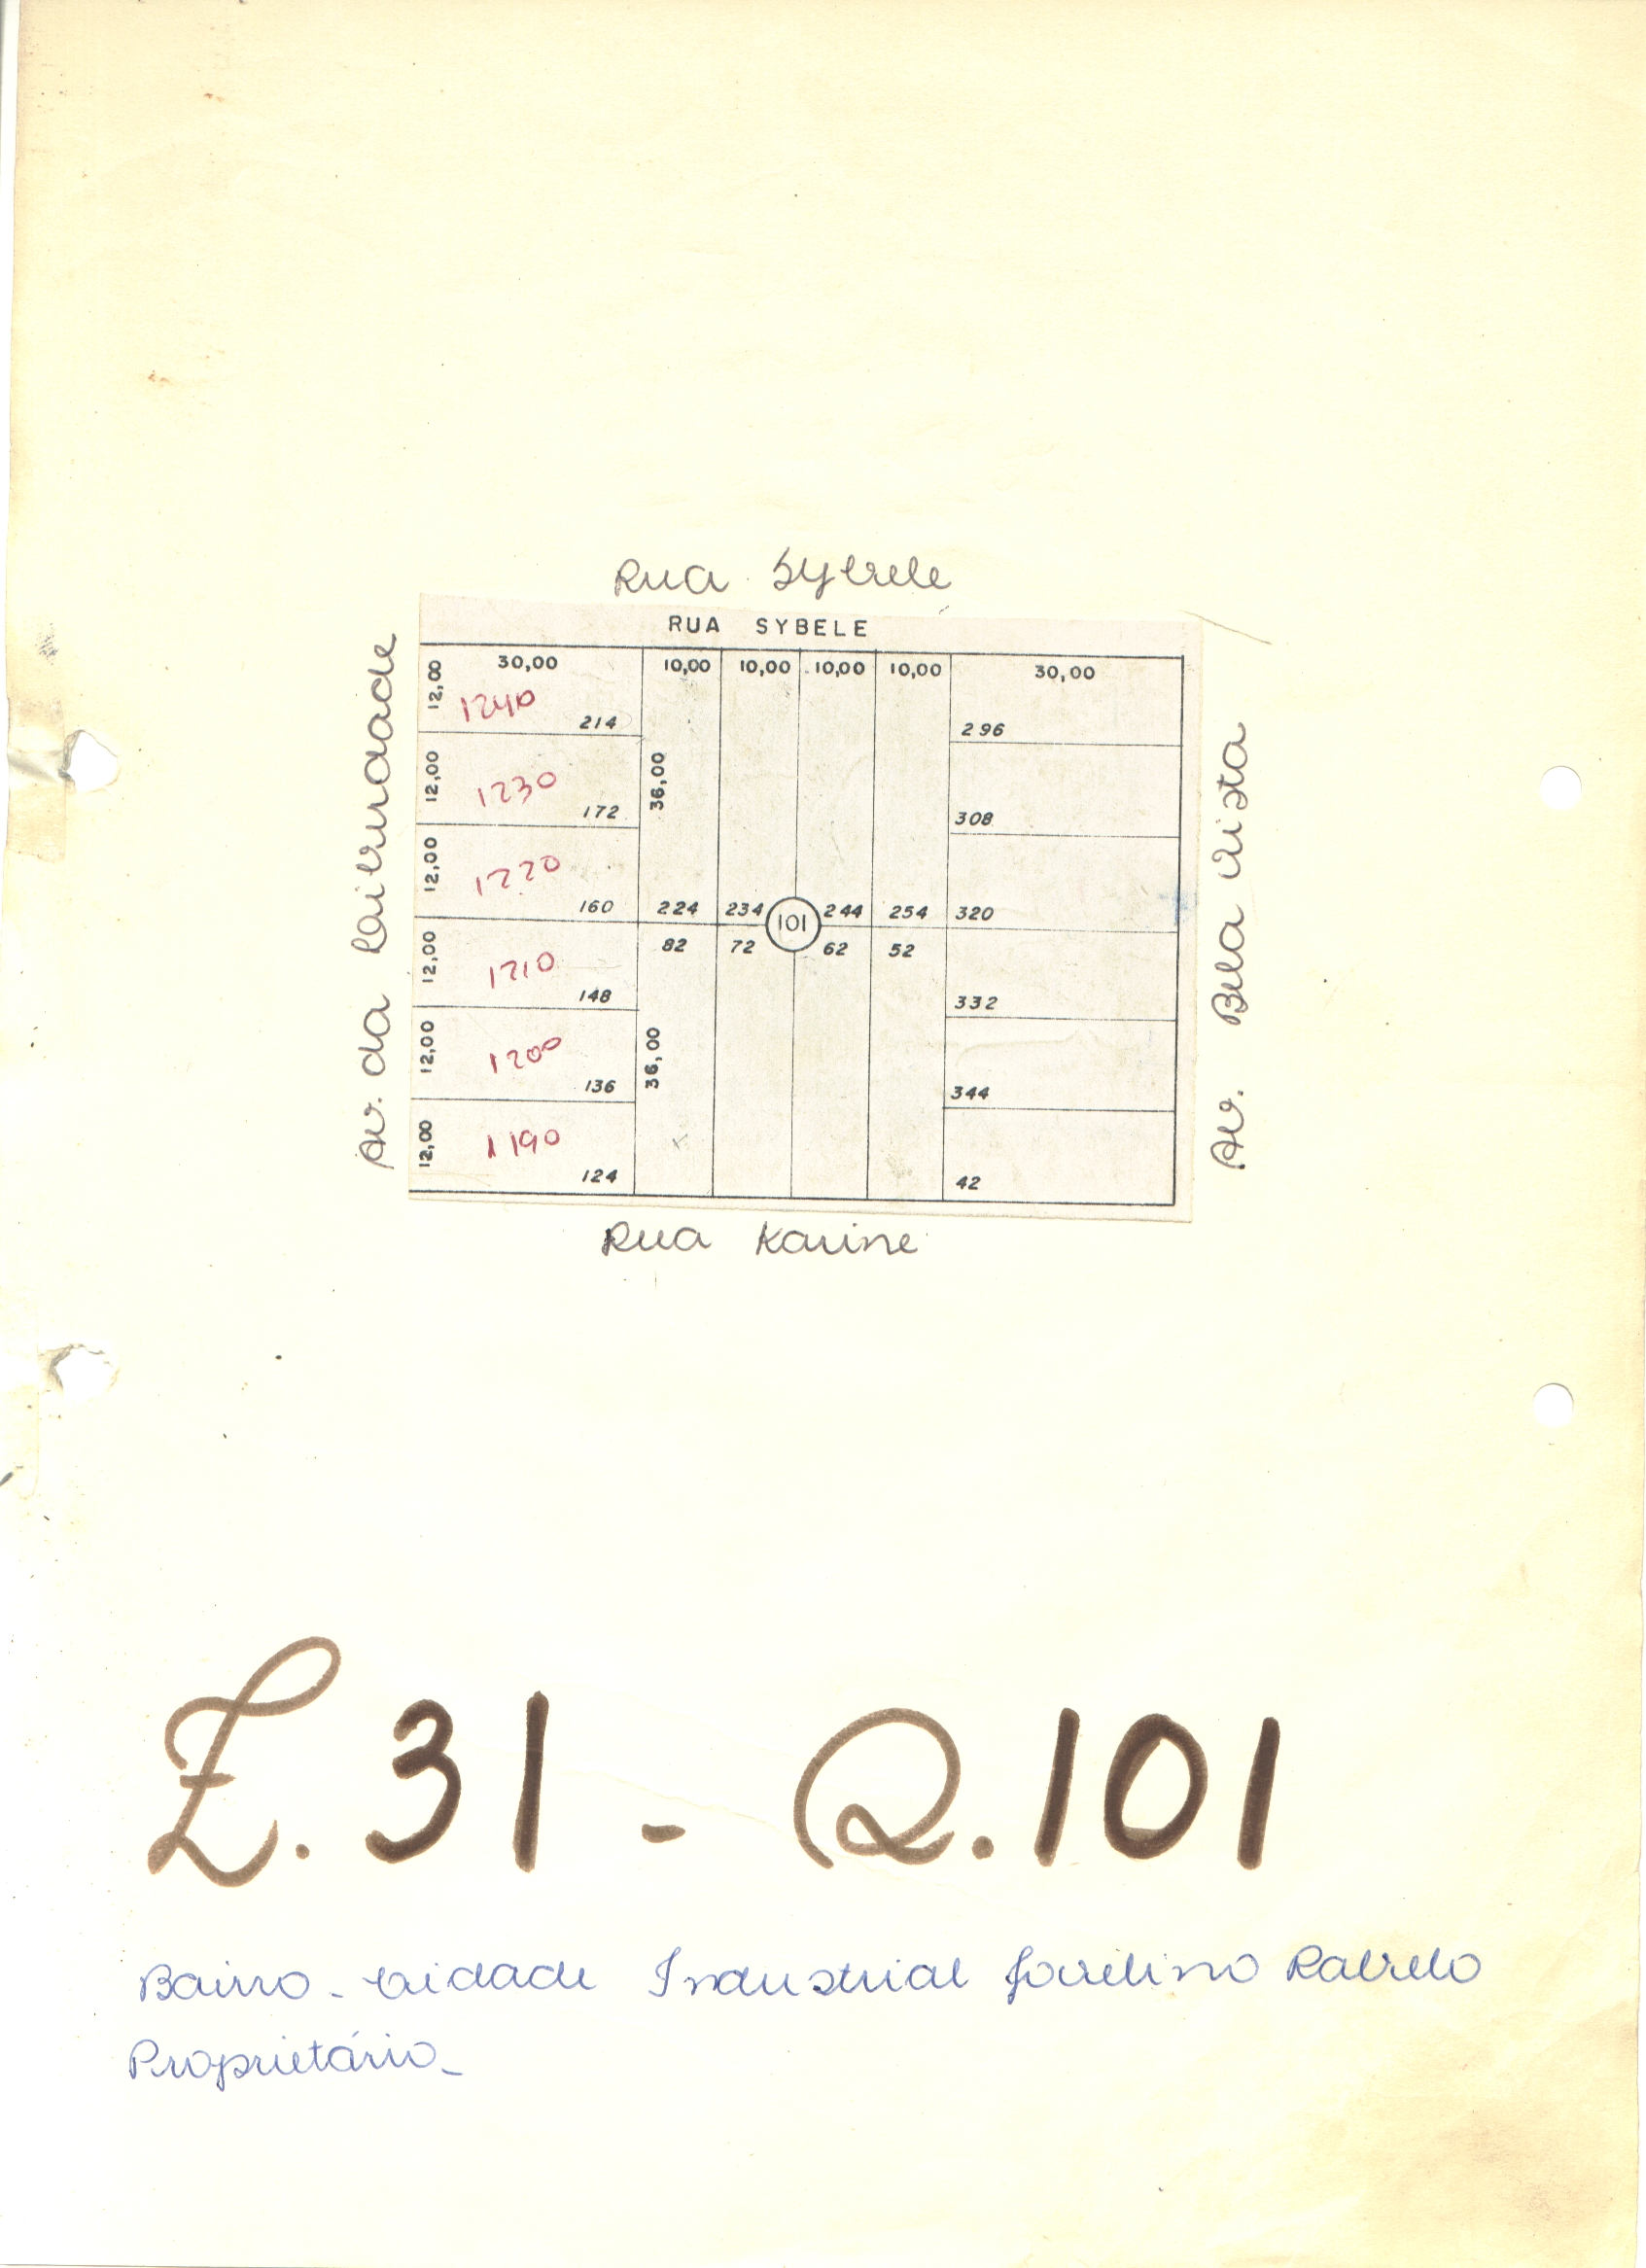 Rua Sybele
RUA SYBELE
30,00 10,00 10,00 10,00 10,00 30,00
12,00 1240 214 296
12,00 1230 172 36,00 308
12,00 1220 160 224 234 244 254 320
101
12,00 1210 148 82 72 62 52 332
12,00 1200 136 36,00 344
12,00 1190 124 42
Av. da
Av. Bela Vista
Rua Karine
Z. 31 - Q. 101
Bairro - Cidade Industrial Jovelino Rabelo
Proprietário -